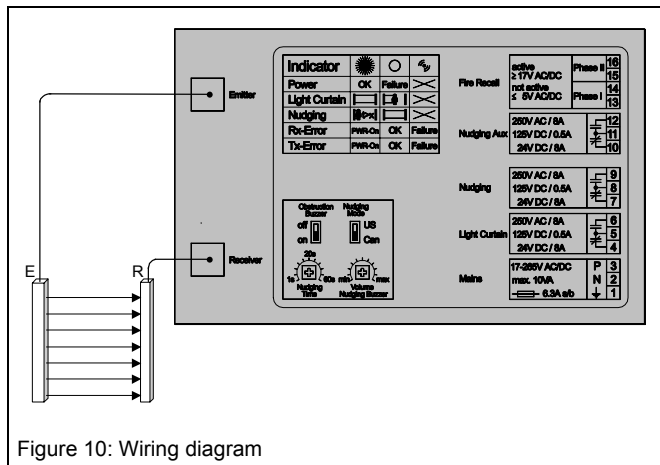 Indicator
Power OK Failure
Light Curtain
Nudging
Rx-Error PWR-On OK Failure
Tx-Error PWR-On OK Failure
Emitter
Receiver
E
R
Obstruction Buzzer
off
on
Nudging Mode
US
Can
20s
1s
60s
Nudging Time
min
max
Volume Nudging Buzzer
Fire Recall
active
≥ 17V AC/DC
not active
≤ 5V AC/DC
Phase II
Phase I
16
15
14
13
Nudging Aux
250V AC / 8A
125V DC / 0.5A
24V DC / 8A
12
11
10
Nudging
250V AC / 8A
125V DC / 0.5A
24V DC / 8A
9
8
7
Light Curtain
250V AC / 8A
125V DC / 0.5A
24V DC / 8A
6
5
4
Mains
17-265V AC/DC
max. 10VA
6.3A s/b
P 3
N 2
1
Figure 10: Wiring diagram